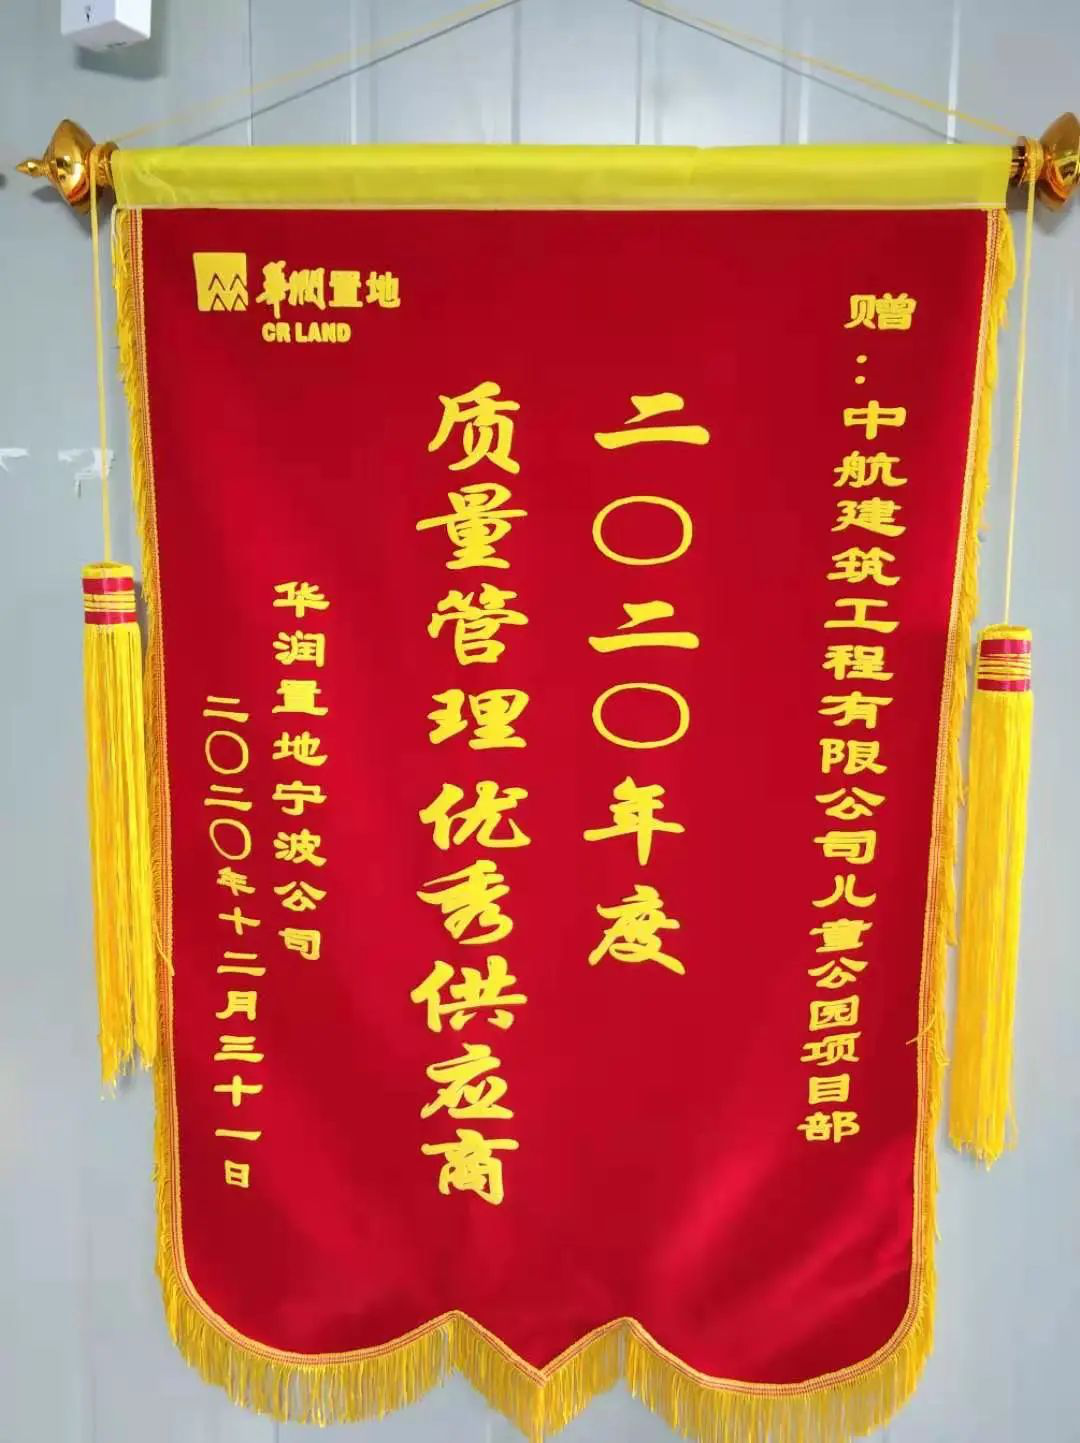 华润置地
CR LAND
赠：中航建筑工程有限公司儿童公园项目部
二〇二〇年度
质量管理优秀供应商
华润置地宁波公司
二〇二〇年十二月三十一日